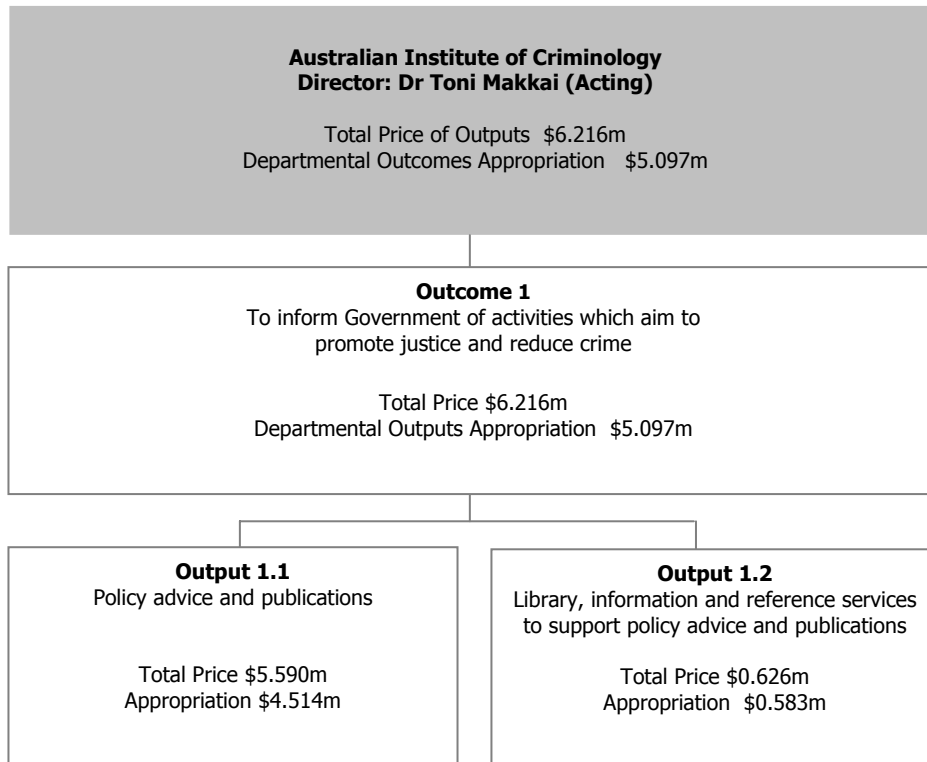 Australian Institute of Criminology
Director: Dr Toni Makkai (Acting)
Total Price of Outputs $6.216m
Departmental Outcomes Appropriation $5.097m
Outcome 1
To inform Government of activities which aim to
promote justice and reduce crime
Total Price $6.216m
Departmental Outputs Appropriation $5.097m
Output 1.1
Policy advice and publications
Total Price $5.590m
Appropriation $4.514m
Output 1.2
Library, information and reference services
to support policy advice and publications
Total Price $0.626m
Appropriation $0.583m